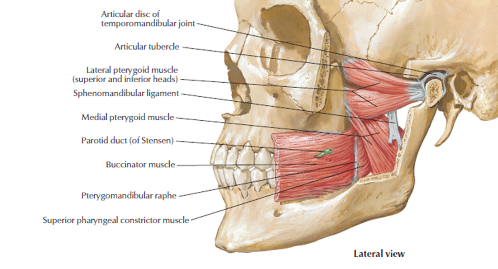 Articular disc of
temporomandibular joint
Articular tubercle
Lateral pterygoid muscle
(superior and inferior heads)
Sphenomandibular ligament
Medial pterygoid muscle
Parotid duct (of Stensen)
Buccinator muscle
Pterygomandibular raphe
Superior pharyngeal constrictor muscle
Lateral view